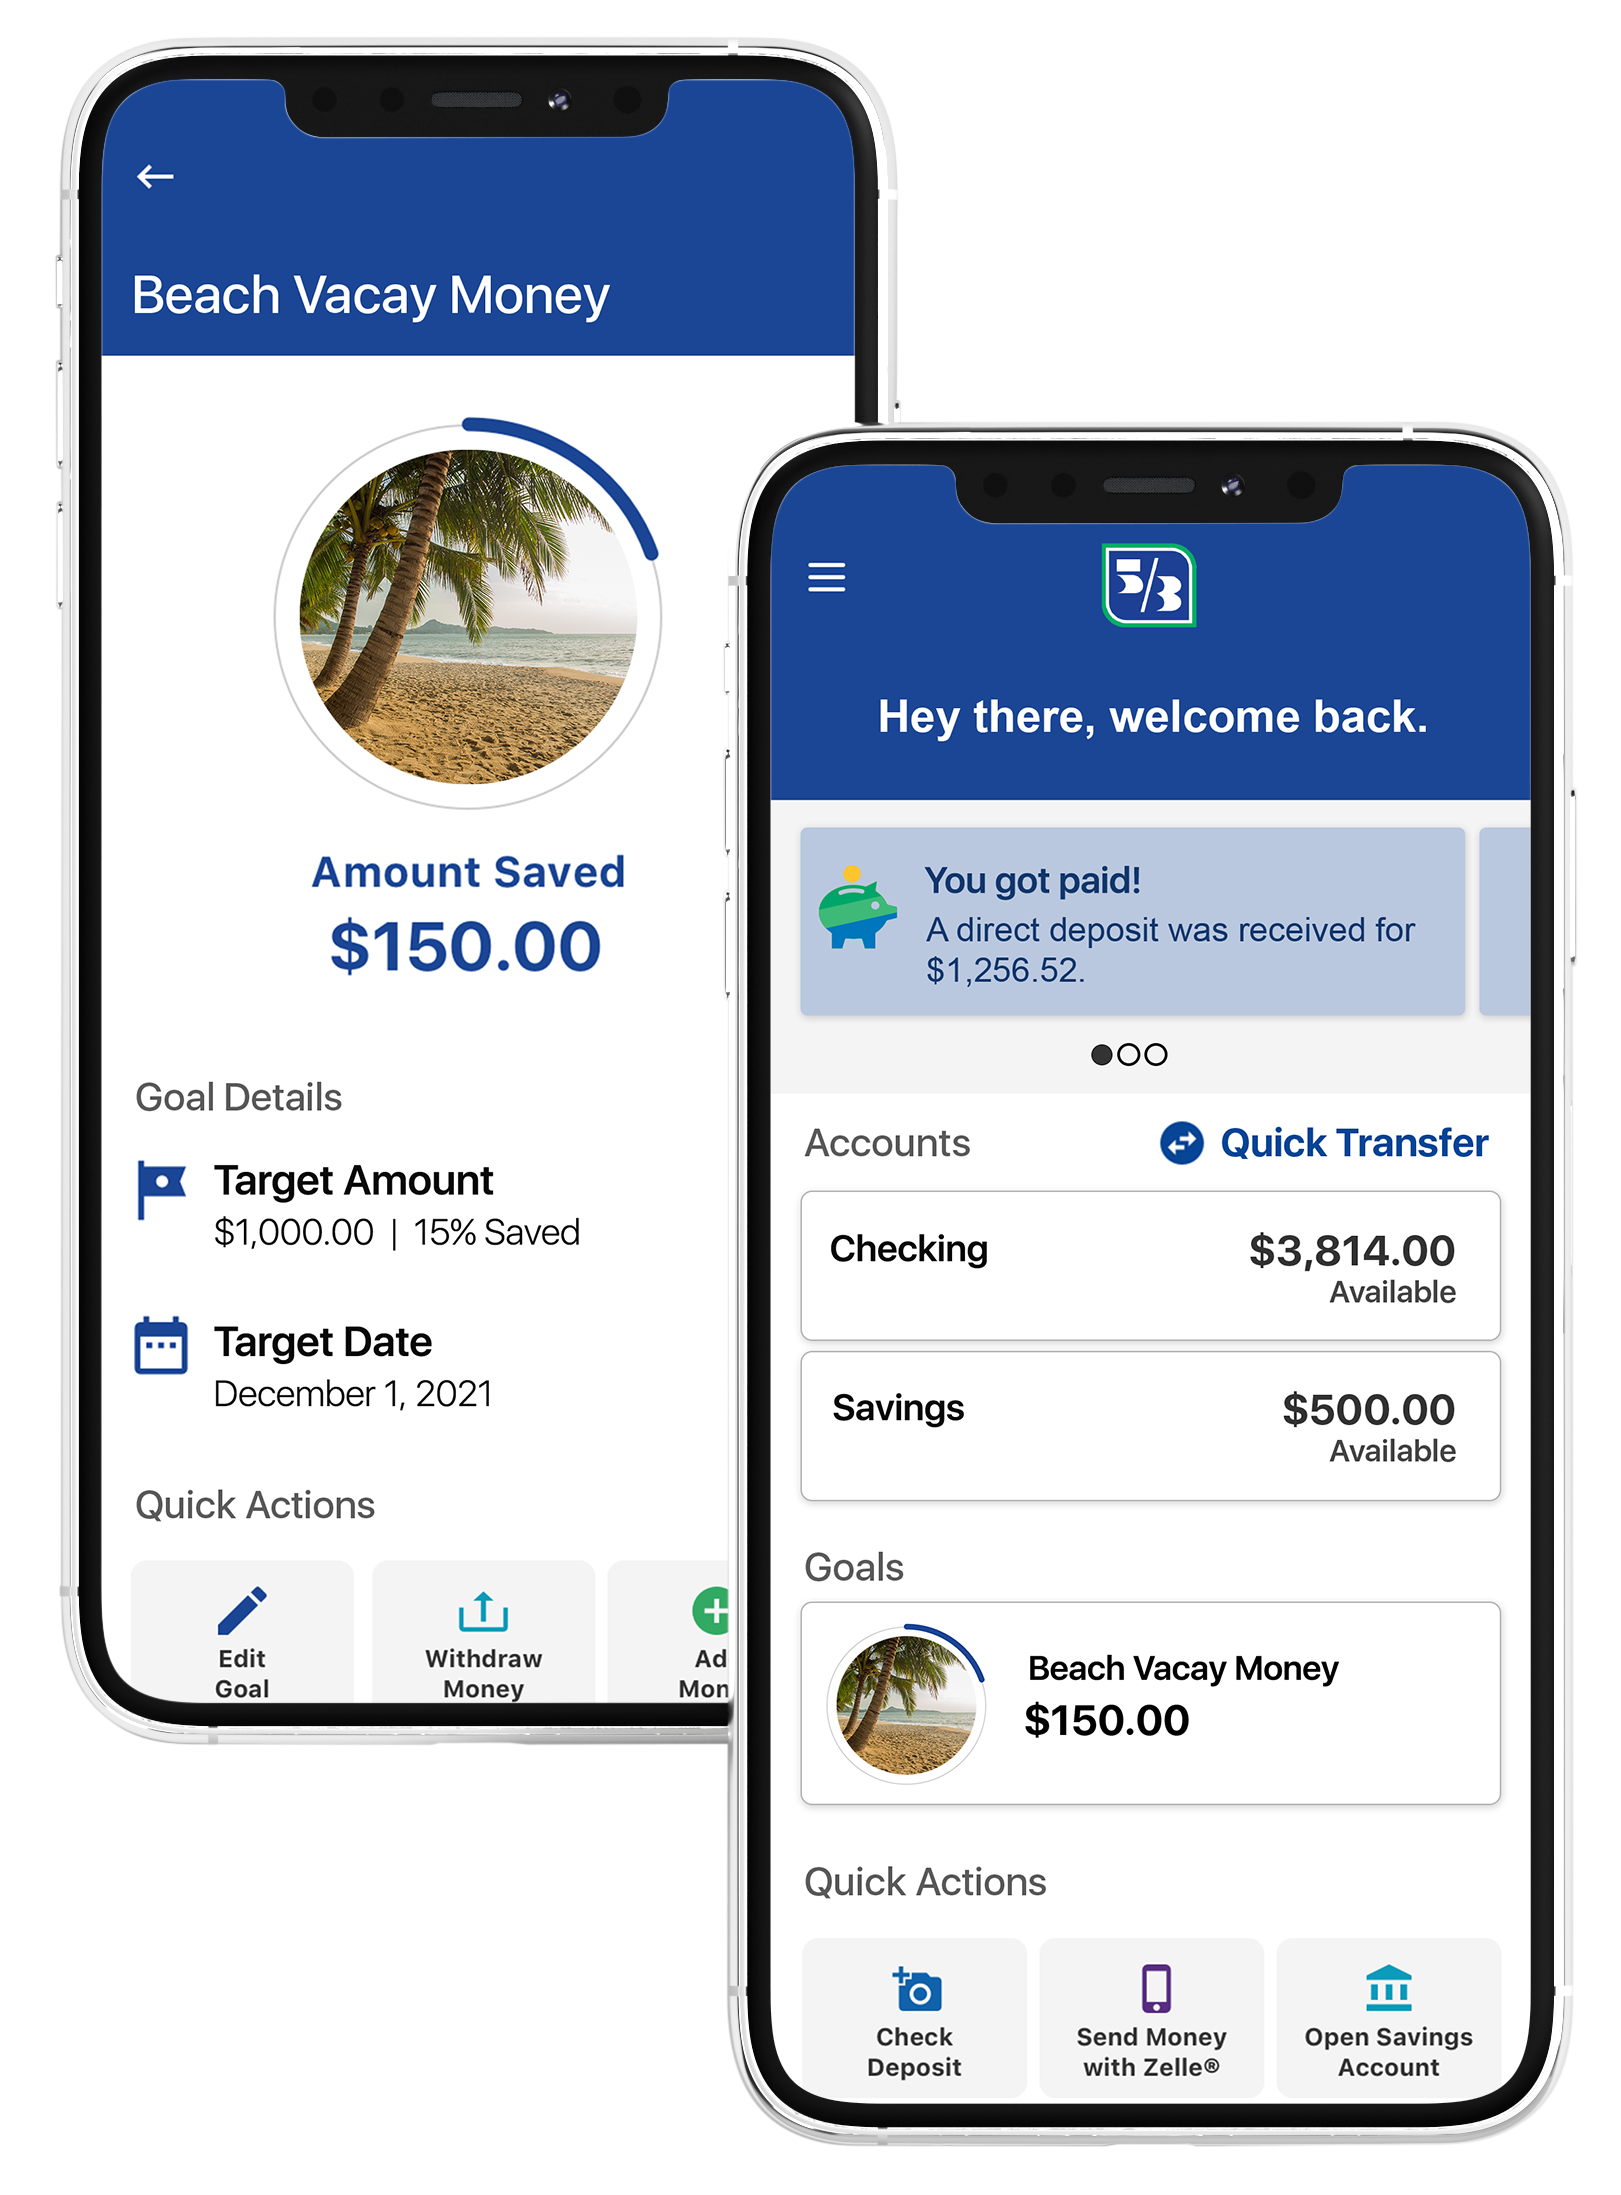 Beach Vacay Money
Amount Saved
$150.00
Goal Details
Target Amount
$1,000.00 | 15% Saved
Target Date
December 1, 2021
Quick Actions
Edit
Goal
Withdraw
Money
5/3
Hey there, welcome back.
You got paid!
A direct deposit was received for
$1,256.52.
Accounts
Quick Transfer
Checking
$3,814.00
Available
Savings
$500.00
Available
Goals
Beach Vacay Money
$150.00
Quick Actions
Check
Deposit
Send Money
with Zelle®
Open Savings
Account